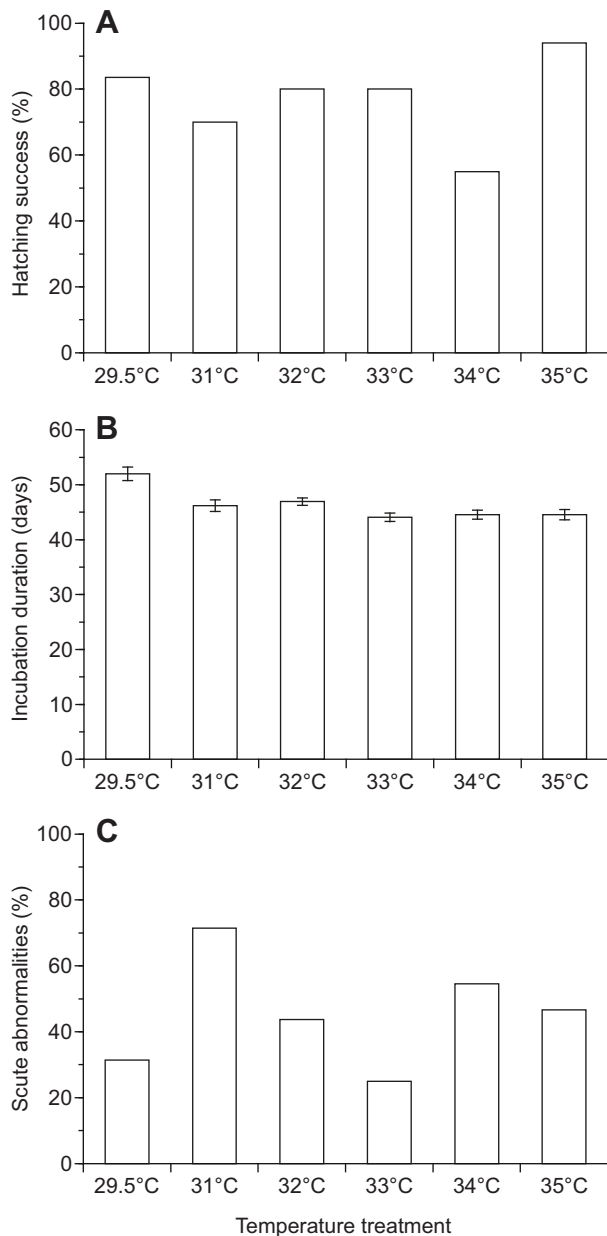 A
Hatching success (%)
100
80
60
40
20
0
29.5°C 31°C 32°C 33°C 34°C 35°C
B
Incubation duration (days)
60
50
40
30
20
10
0
29.5°C 31°C 32°C 33°C 34°C 35°C
C
Scute abnormalities (%)
100
80
60
40
20
0
29.5°C 31°C 32°C 33°C 34°C 35°C
Temperature treatment